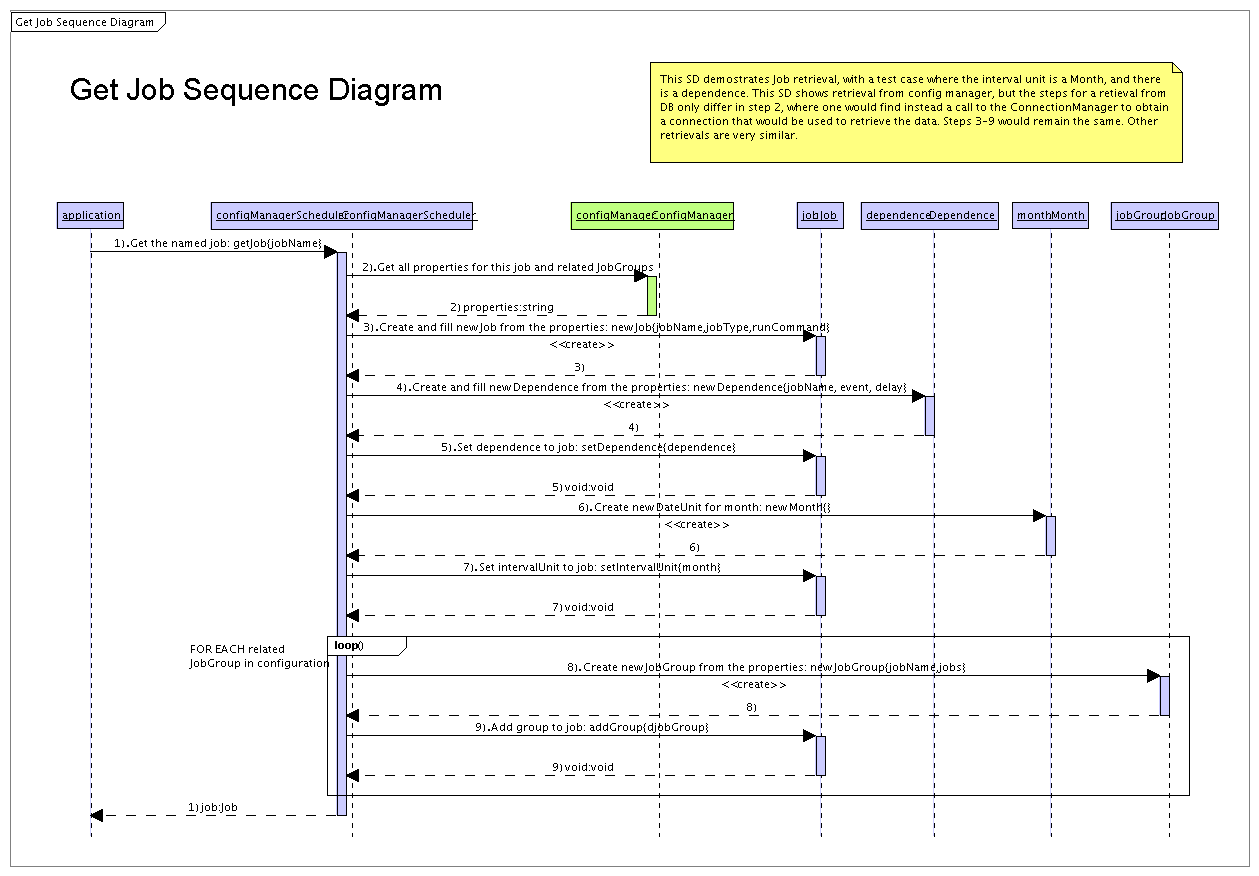 Get Job Sequence Diagram
Get Job Sequence Diagram
This SD demostrates Job retrieval, with a test case where the interval unit is a Month, and there
is a dependence. This SD shows retrieval from config manager, but the steps for a retieval from
DB only differ in step 2, where one would find instead a call to the ConnectionManager to obtain
a connection that would be used to retrieve the data. Steps 3-9 would remain the same. Other
retrievals are very similar.
application
configManagerScheduler:ConfigManagerScheduler
configManager:ConfigManager
job:Job
dependence:Dependence
month:Month
jobGroup:JobGroup
1).Get the named job: getJob{jobName}
2).Get all properties for this job and related JobGroups
2) properties:string
3).Create and fill new Job from the properties: new Job{jobName,jobType,runCommand}
<<create>>
3)
4).Create and fill new Dependence from the properties: new Dependence{jobName, event, delay}
<<create>>
4)
5).Set dependence to job: setDependence{dependence}
5) void:void
6).Create new DateUnit for month: new Month{}
<<create>>
6)
7).Set intervalUnit to job: setIntervalUnit{month}
7) void:void
FOR EACH related
JobGroup in configuration
loop()
8).Create new JobGroup from the properties: new JobGroup{jobName,jobs}
<<create>>
8)
9).Add group to job: addGroup{djobGroup}
9) void:void
1) job:Job